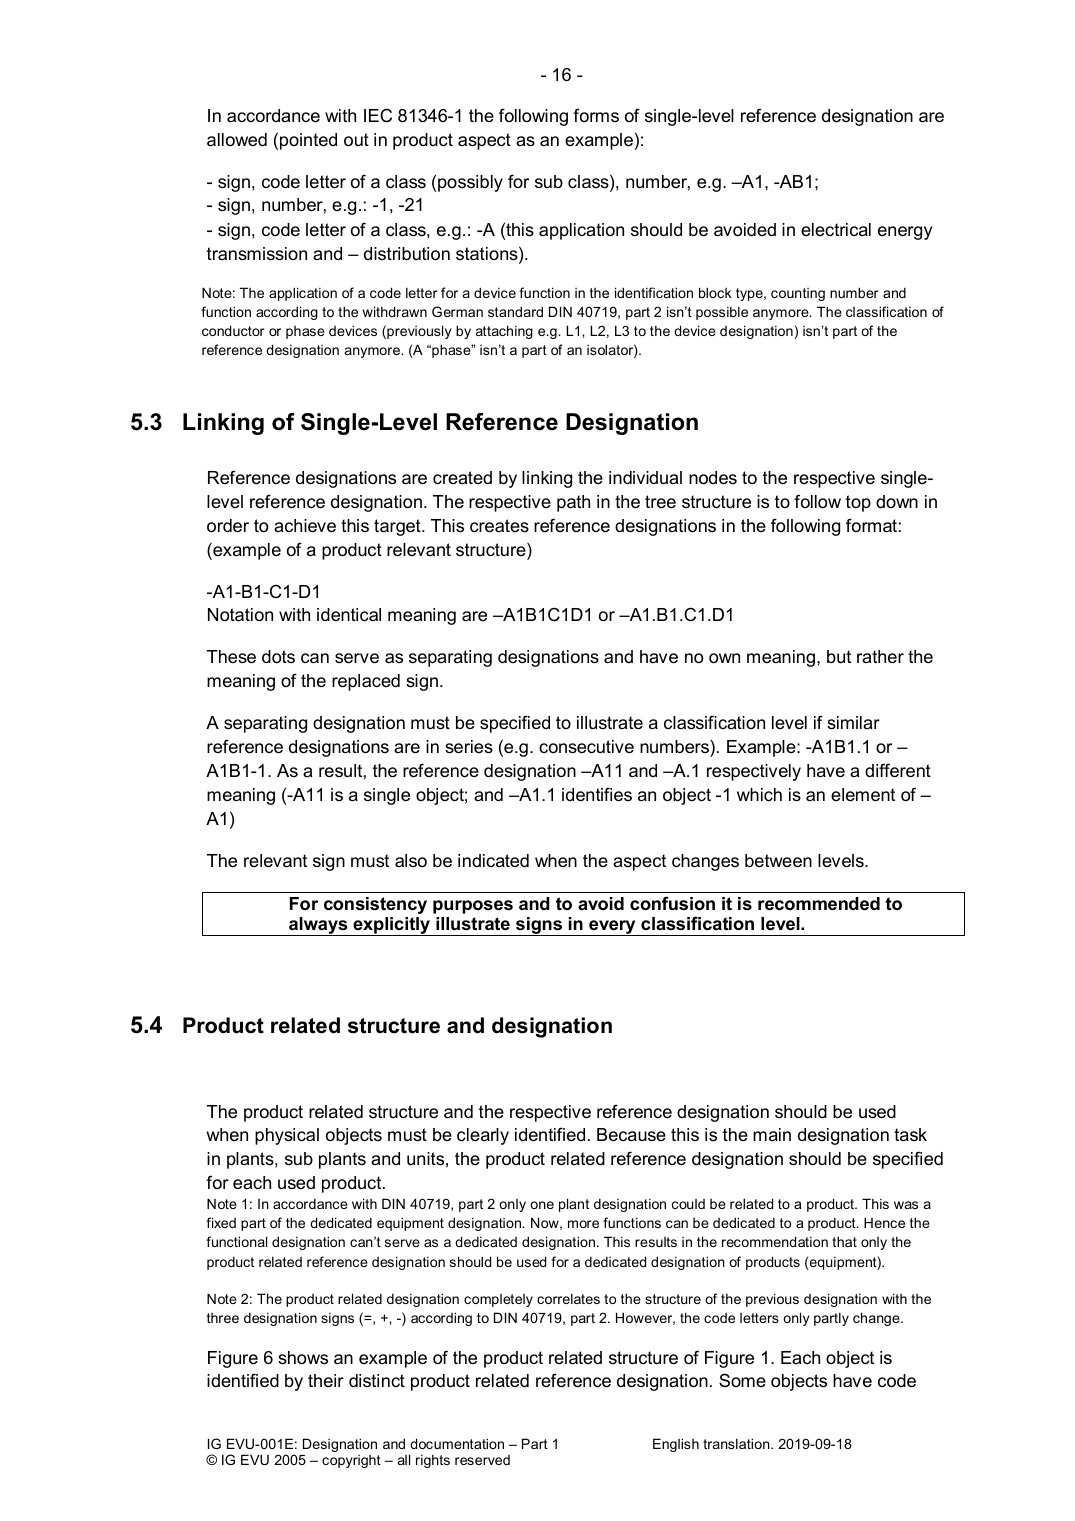 - 16 -
In accordance with IEC 81346-1 the following forms of single-level reference designation are
allowed (pointed out in product aspect as an example):
- sign, code letter of a class (possibly for sub class), number, e.g. –A1, -AB1;
- sign, number, e.g.: -1, -21
- sign, code letter of a class, e.g.: -A (this application should be avoided in electrical energy
transmission and – distribution stations).
Note: The application of a code letter for a device function in the identification block type, counting number and
function according to the withdrawn German standard DIN 40719, part 2 isn't possible anymore. The classification of
conductor or phase devices (previously by attaching e.g. L1, L2, L3 to the device designation) isn't part of the
reference designation anymore. (A “phase” isn't a part of an isolator).
5.3 Linking of Single-Level Reference Designation
Reference designations are created by linking the individual nodes to the respective single-
level reference designation. The respective path in the tree structure is to follow top down in
order to achieve this target. This creates reference designations in the following format:
(example of a product relevant structure)
-A1-B1-C1-D1
Notation with identical meaning are –A1B1C1D1 or –A1.B1.C1.D1
These dots can serve as separating designations and have no own meaning, but rather the
meaning of the replaced sign.
A separating designation must be specified to illustrate a classification level if similar
reference designations are in series (e.g. consecutive numbers). Example: -A1B1.1 or –
A1B1-1. As a result, the reference designation –A11 and –A.1 respectively have a different
meaning (-A11 is a single object; and –A1.1 identifies an object -1 which is an element of –
A1)
The relevant sign must also be indicated when the aspect changes between levels.
For consistency purposes and to avoid confusion it is recommended to
always explicitly illustrate signs in every classification level.
5.4 Product related structure and designation
The product related structure and the respective reference designation should be used
when physical objects must be clearly identified. Because this is the main designation task
in plants, sub plants and units, the product related reference designation should be specified
for each used product.
Note 1: In accordance with DIN 40719, part 2 only one plant designation could be related to a product. This was a
fixed part of the dedicated equipment designation. Now, more functions can be dedicated to a product. Hence the
functional designation can't serve as a dedicated designation. This results in the recommendation that only the
product related reference designation should be used for a dedicated designation of products (equipment).
Note 2: The product related designation completely correlates to the structure of the previous designation with the
three designation signs (=, +, -) according to DIN 40719, part 2. However, the code letters only partly change.
Figure 6 shows an example of the product related structure of Figure 1. Each object is
identified by their distinct product related reference designation. Some objects have code
IG EVU-001E: Designation and documentation – Part 1 English translation. 2019-09-18
© IG EVU 2005 – copyright – all rights reserved